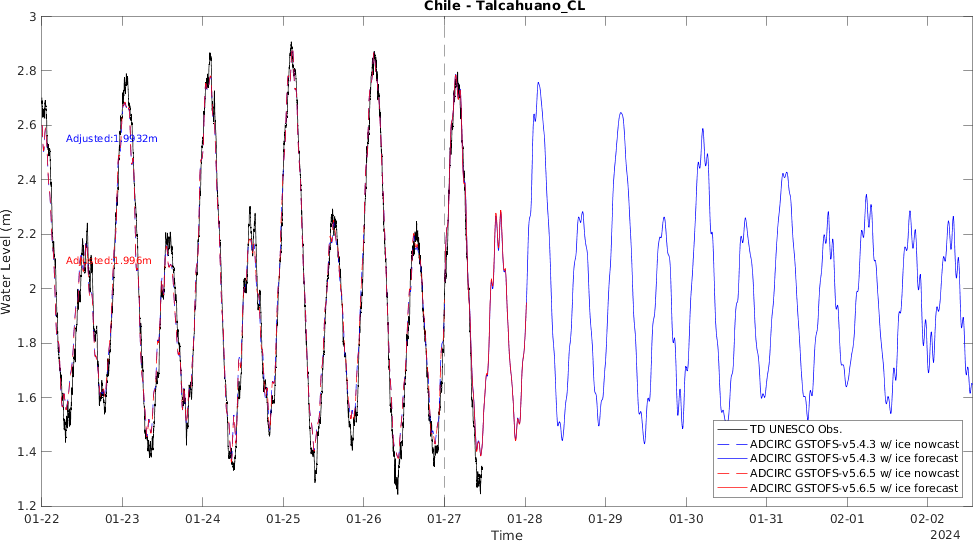 Chile - Talcahuano_CL
3
2.8
2.6
2.4
2.2
2
1.8
1.6
1.4
1.2
Water Level (m)
Adjusted:1.9932m
Adjusted:1.996m
TD UNESCO Obs.
ADCIRC GSTOFS-v5.4.3 w/ ice nowcast
ADCIRC GSTOFS-v5.4.3 w/ ice forecast
ADCIRC GSTOFS-v5.6.5 w/ ice nowcast
ADCIRC GSTOFS-v5.6.5 w/ ice forecast
01-22 01-23 01-24 01-25 01-26 01-27 01-28 01-29 01-30 01-31 02-01 02-02
Time
2024